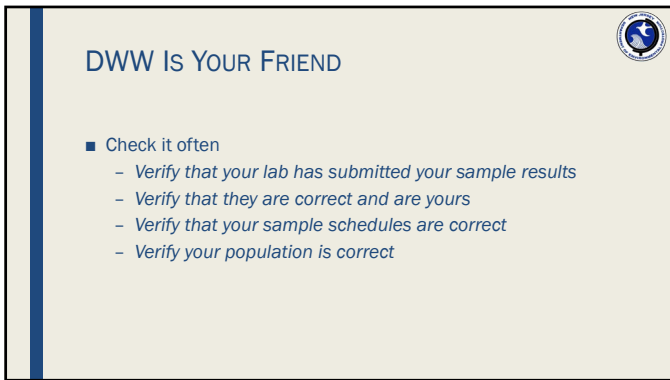 DWW IS YOUR FRIEND
■ Check it often
– Verify that your lab has submitted your sample results
– Verify that they are correct and are yours
– Verify that your sample schedules are correct
– Verify your population is correct